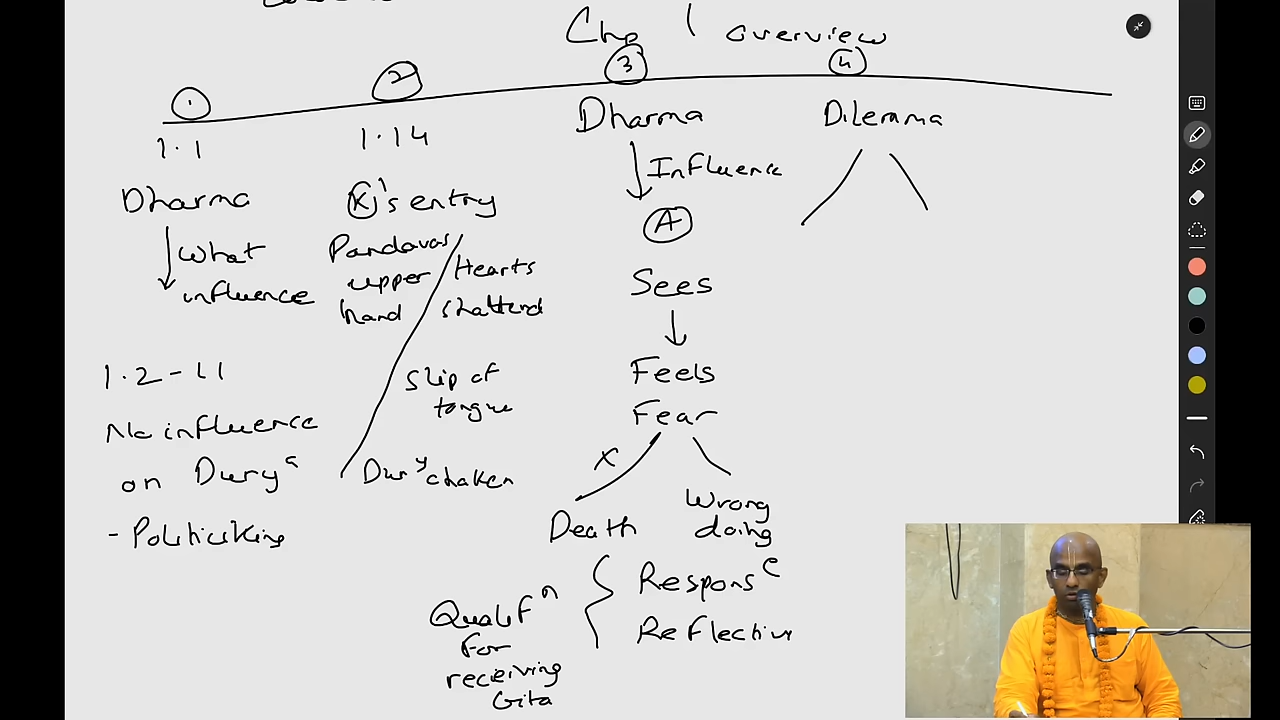 Chp 1 overview
1
1.1
Dharma
What
influence
1.2-11
No influence
on Dury a
- Politicking
2
1.14
K's entry
Pandavas
upper
hand
Hearts
shattered
Slip of
tongue
Dury shaken
3
Dharma
Influence
A
Sees
Feels
Fear
x
Death
Wrong
doing
Respons e
Reflective
Qualif n
for
receiving
Gita
4
Dilemma